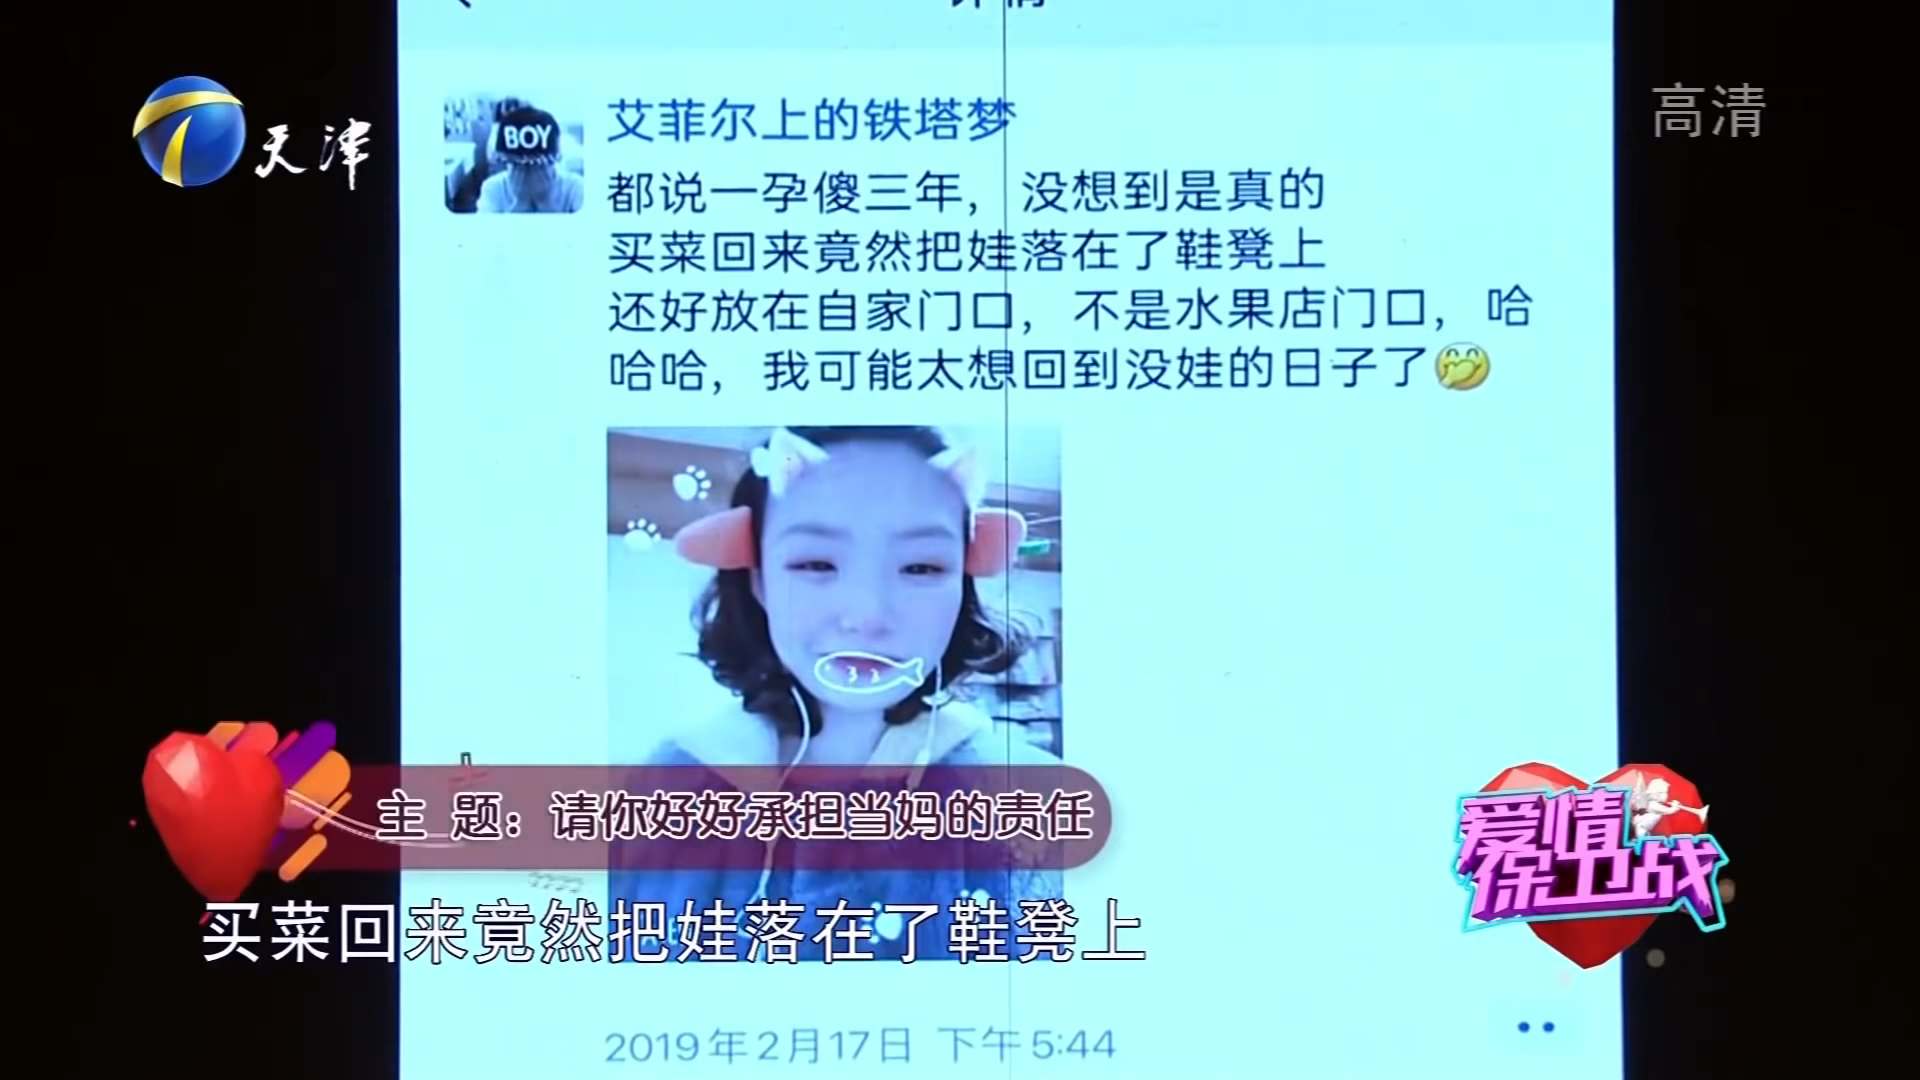 详情
天津
高清
BOY
艾菲尔上的铁塔梦
都说一孕傻三年，没想到是真的
买菜回来竟然把娃落在了鞋凳上
还好放在自家门口，不是水果店门口，哈
哈哈，我可能太想回到没娃的日子了
主 题：请你好好承担当妈的责任
爱情
保卫战
买菜回来竟然把娃落在了鞋凳上
2019年2月17日 下午5:44